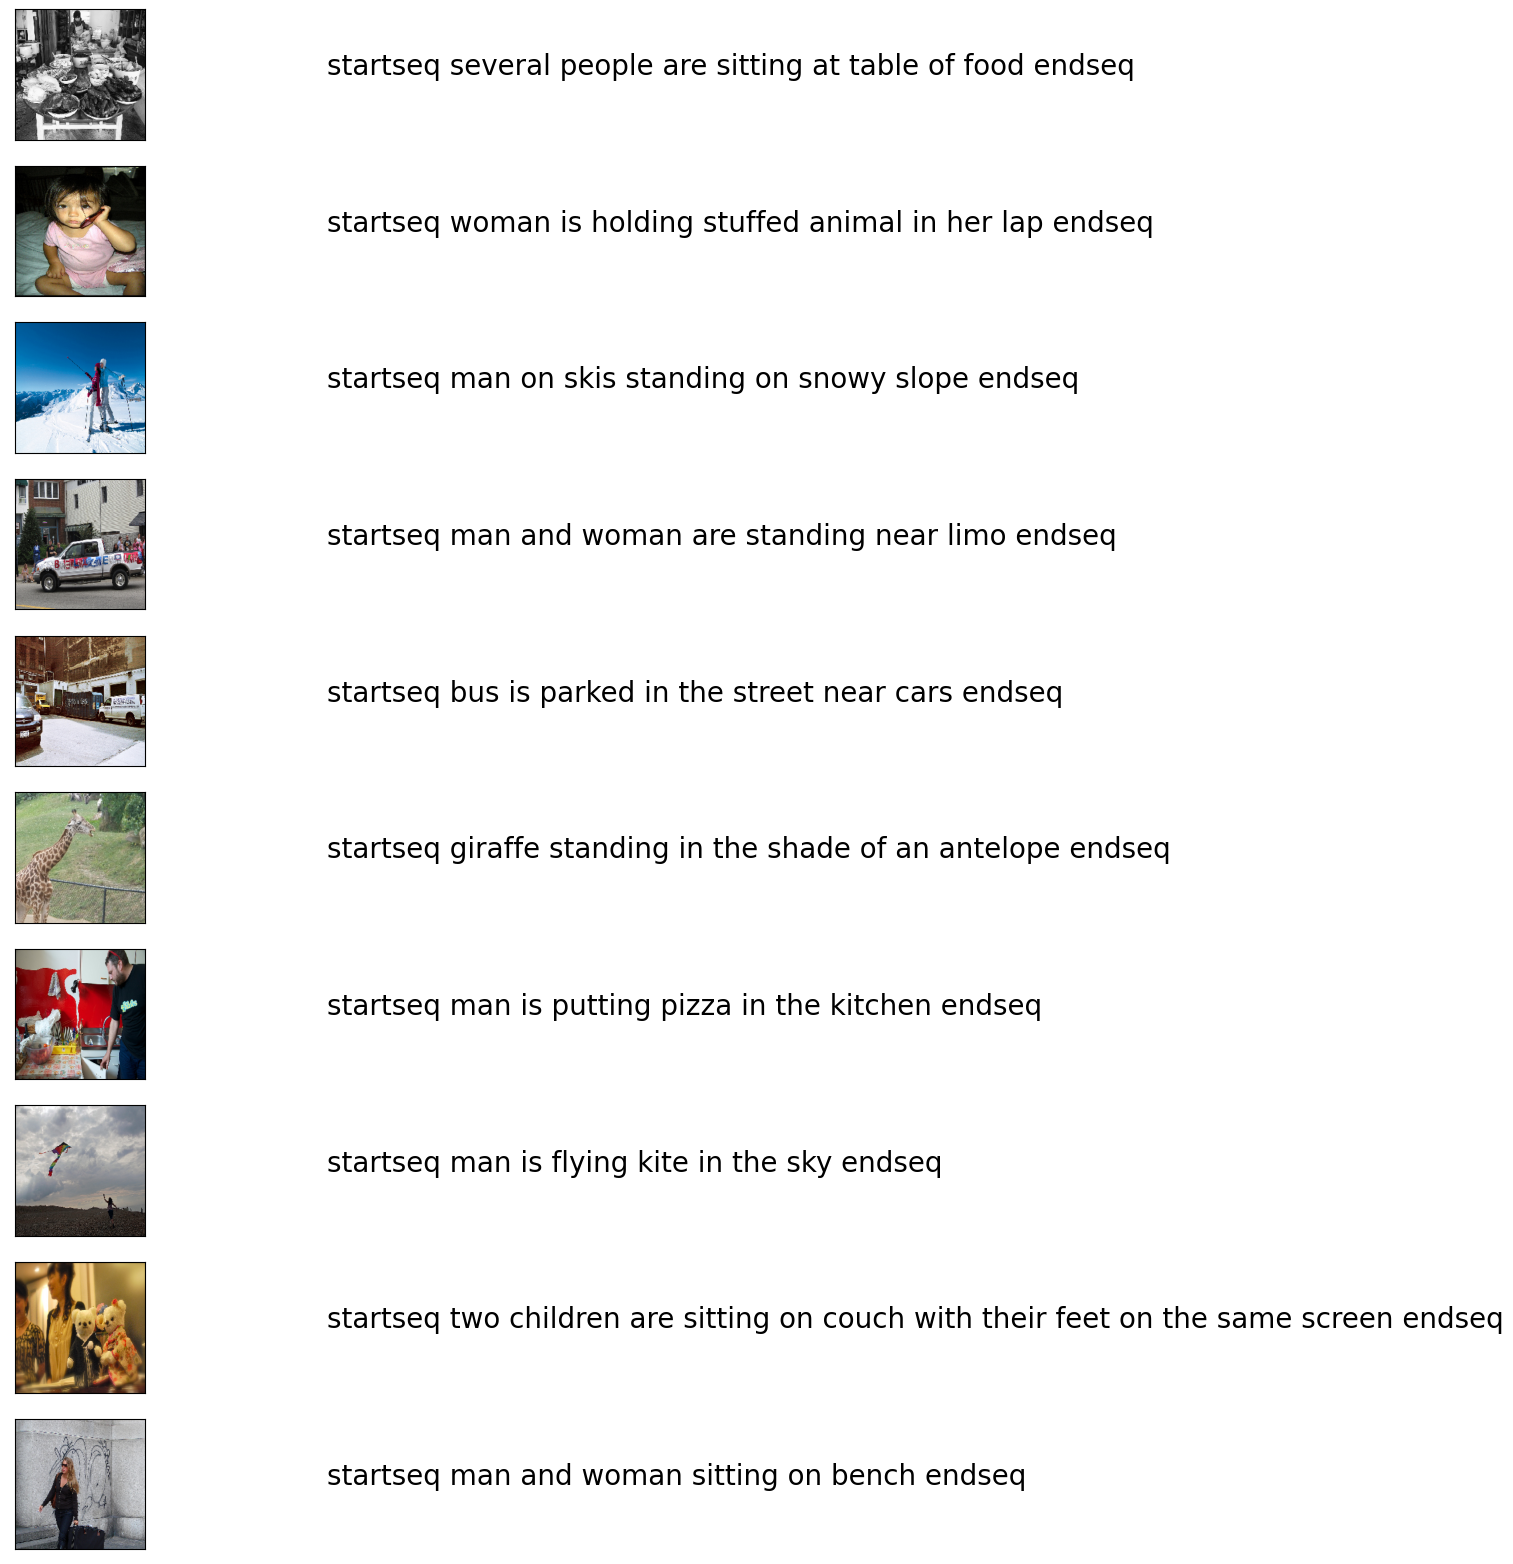 startseq several people are sitting at table of food endseq
startseq woman is holding stuffed animal in her lap endseq
startseq man on skis standing on snowy slope endseq
startseq man and woman are standing near limo endseq
startseq bus is parked in the street near cars endseq
startseq giraffe standing in the shade of an antelope endseq
startseq man is putting pizza in the kitchen endseq
startseq man is flying kite in the sky endseq
startseq two children are sitting on couch with their feet on the same screen endseq
startseq man and woman sitting on bench endseq